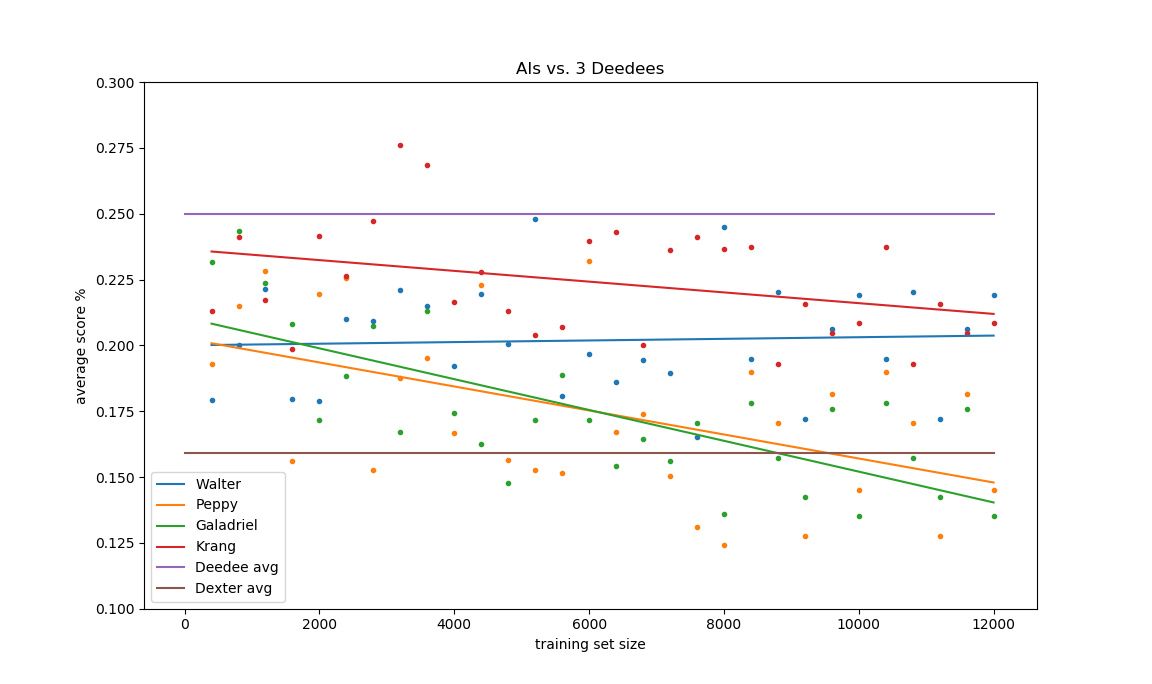 AIs vs. 3 Deedees
0.300
0.275
0.250
0.225
0.200
0.175
0.150
0.125
0.100
average score %
Walter
Peppy
Galadriel
Krang
Deedee avg
Dexter avg
0
2000
4000
6000
8000
10000
12000
training set size